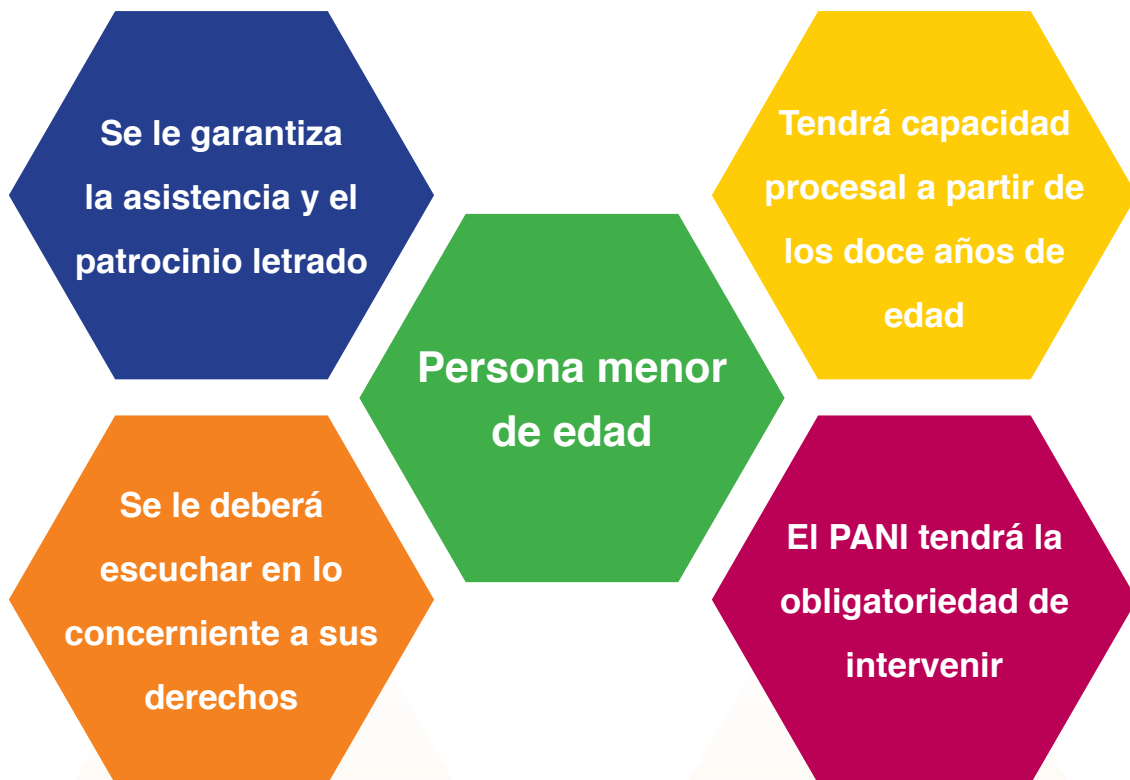 Se le garantiza
la asistencia y el
patrocinio letrado
Tendrá capacidad
procesal a partir de
los doce años de
edad
Persona menor
de edad
Se le deberá
escuchar en lo
concerniente a sus
derechos
El PANI tendrá la
obligatoriedad de
intervenir